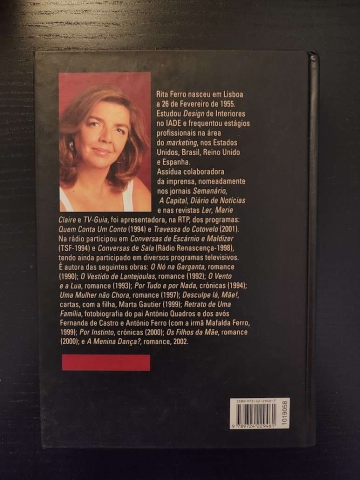 Rita Ferro nasceu em Lisboa
a 26 de Fevereiro de 1955.
Estudou Design de Interiores
no IADE e frequentou estágios
profissionais na área
do marketing, nos Estados
Unidos, Brasil, Reino Unido
e Espanha.
Assídua colaboradora
da imprensa, nomeadamente
nos jornais Semanário,
A Capital, Diário de Notícias
e nas revistas Ler, Marie
Claire e TV-Guia, foi apresentadora, na RTP, dos programas:
Quem Conta Um Conto (1994) e Travessa do Cotovelo (2001).
Na rádio participou em Conversas de Escárnio e Maldizer
(TSF-1994) e Conversas de Sala (Rádio Renascença-1998),
tendo ainda participado em diversos programas televisivos.
É autora das seguintes obras: O Nó na Garganta, romance
(1990); O Vestido de Lantejoulas, romance (1992); O Vento
e a Lua, romance (1993); Por Tudo e por Nada, crónicas (1994);
Uma Mulher não Chora, romance (1997); Desculpe lá, Mãe!,
cartas, com a filha, Marta Gautier (1999); Retrato de Uma
Família, fotobiografia do pai António Quadros e dos avós
Fernanda de Castro e António Ferro (com a irmã Mafalda Ferro,
1999); Por Instinto, crónicas (2000); Os Filhos da Mãe, romance
(2000); e A Menina Dança?, romance, 2002.
1019058